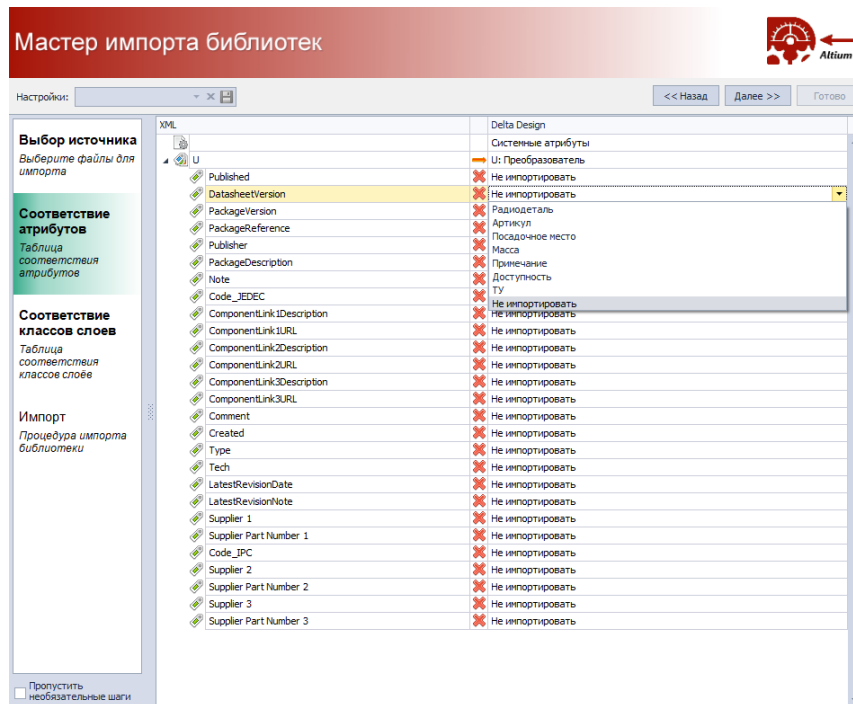 Мастер импорта библиотек
Altium
Настройки:
<< Назад
Далее >>
Готово
Выбор источника
Выберите файлы для
импорта
Соответствие
атрибутов
Таблица
соответствия
атрибутов
Соответствие
классов слоев
Таблица
соответствия
классов слоёв
Импорт
Процедура импорта
библиотеки
Пропустить
необязательные шаги
XML Delta Design
Системные атрибуты
U U: Преобразователь
Published Не импортировать
DatasheetVersion Не импортировать
PackageVersion
PackageReference
Publisher
PackageDescription
Note
Code_JEDEC
Радиодеталь
Артикул
Посадочное место
Масса
Примечание
Доступность
ТУ
Не импортировать
ComponentLink1Description Не импортировать
ComponentLink1URL Не импортировать
ComponentLink2Description Не импортировать
ComponentLink2URL Не импортировать
ComponentLink3Description Не импортировать
ComponentLink3URL Не импортировать
Comment Не импортировать
Created Не импортировать
Type Не импортировать
Tech Не импортировать
LatestRevisionDate Не импортировать
LatestRevisionNote Не импортировать
Supplier 1 Не импортировать
Supplier Part Number 1 Не импортировать
Code_IPC Не импортировать
Supplier 2 Не импортировать
Supplier Part Number 2 Не импортировать
Supplier 3 Не импортировать
Supplier Part Number 3 Не импортировать